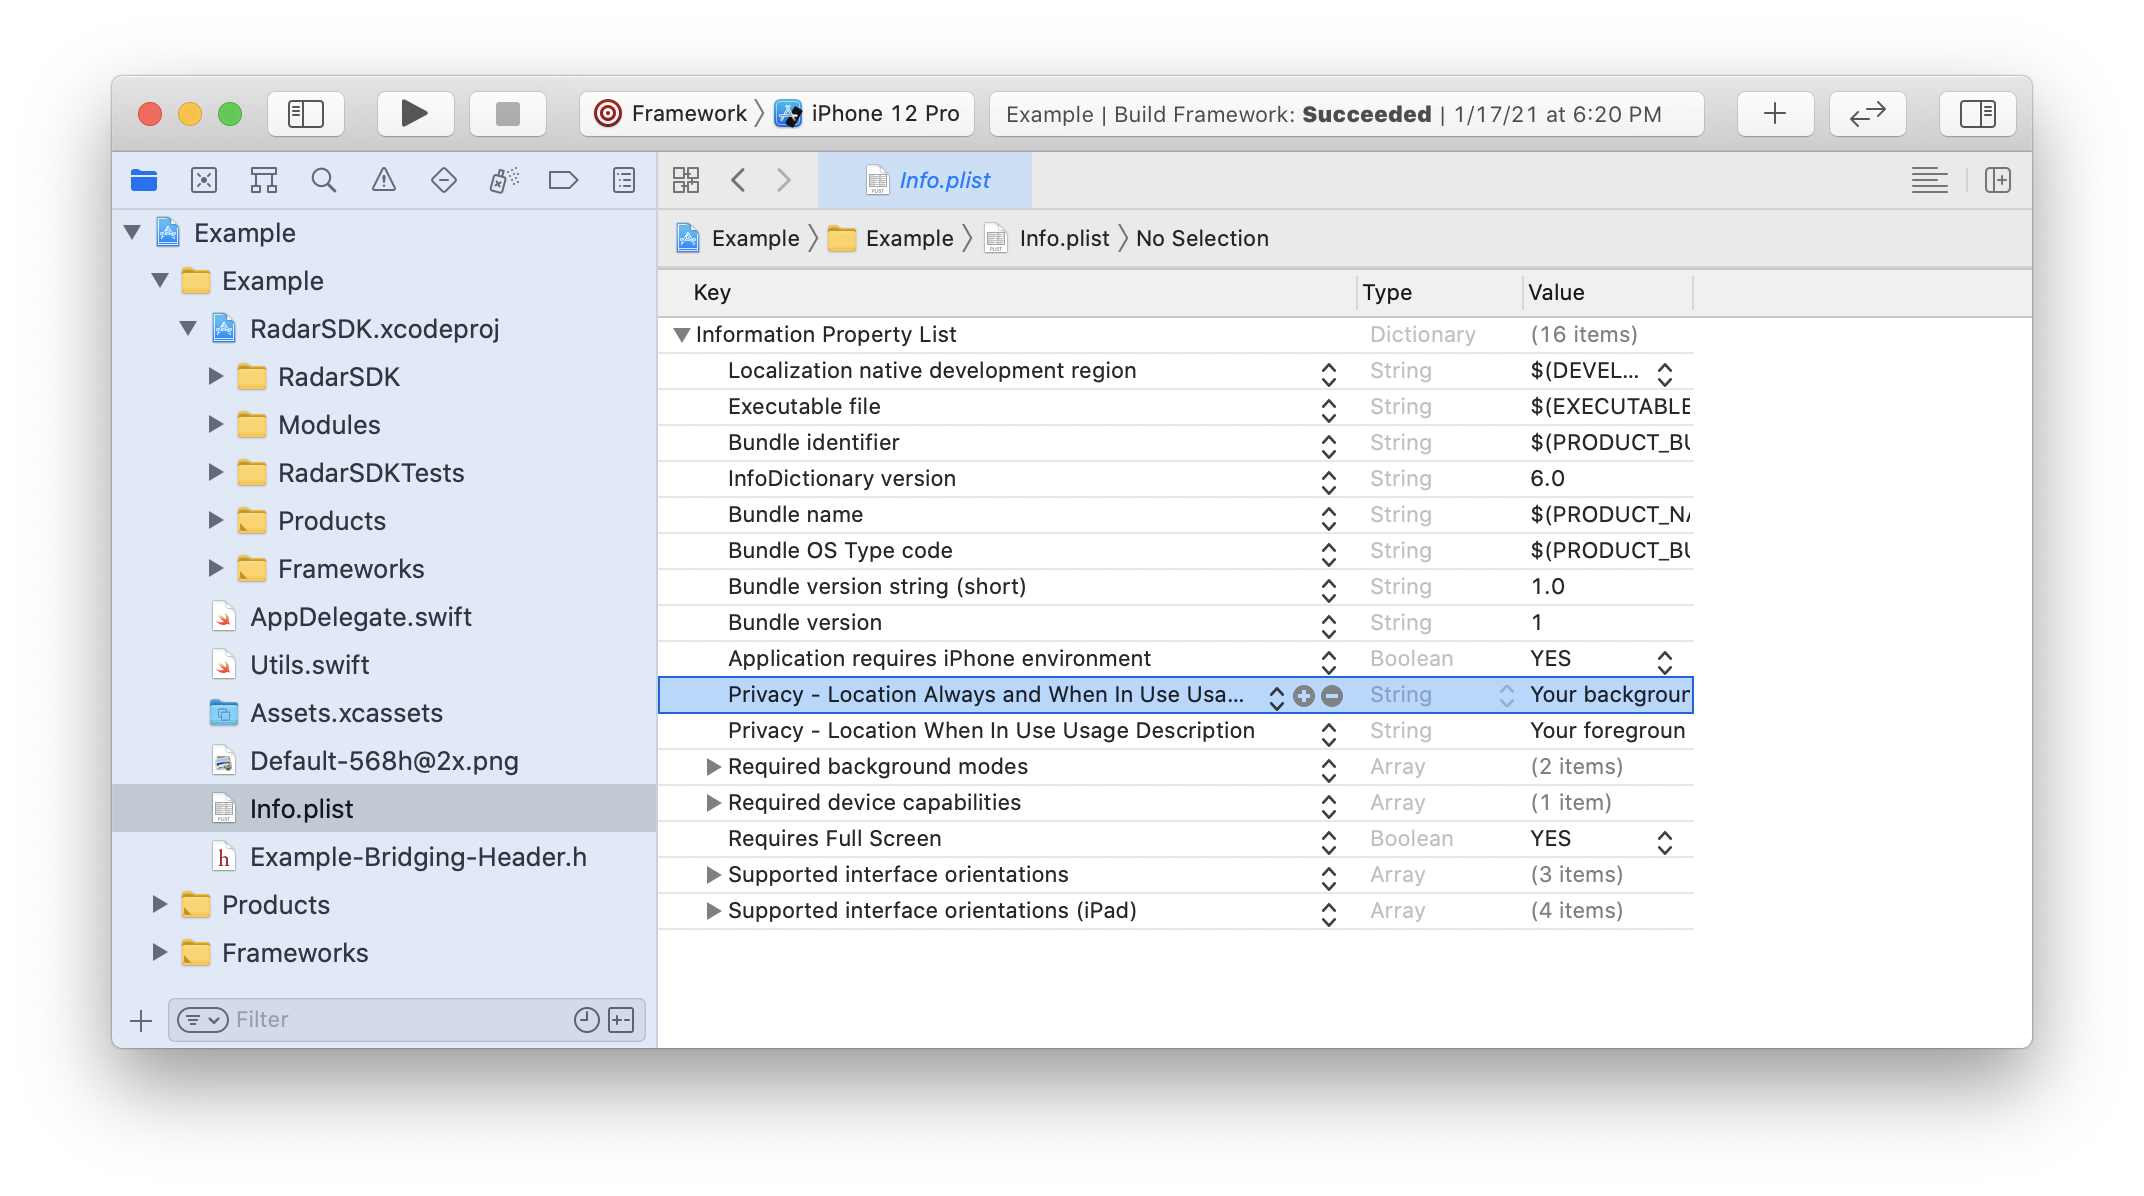 Framework
iPhone 12 Pro
Example | Build Framework: Succeeded | 1/17/21 at 6:20 PM
Info.plist
Example
Example
Info.plist
No Selection
Example
Example
RadarSDK.xcodeproj
RadarSDK
Modules
RadarSDKTests
Products
Frameworks
AppDelegate.swift
Utils.swift
Assets.xcassets
Default-568h@2x.png
Info.plist
h Example-Bridging-Header.h
Products
Frameworks
Filter
Key Type Value
Information Property List Dictionary (16 items)
Localization native development region String $(DEVEL...
Executable file String $(EXECUTABLE
Bundle identifier String $(PRODUCT_BU
InfoDictionary version String 6.0
Bundle name String $(PRODUCT_NA
Bundle OS Type code String $(PRODUCT_BU
Bundle version string (short) String 1.0
Bundle version String 1
Application requires iPhone environment Boolean YES
Privacy - Location Always and When In Use Usa... String Your backgroun
Privacy - Location When In Use Usage Description String Your foregroun
Required background modes Array (2 items)
Required device capabilities Array (1 item)
Requires Full Screen Boolean YES
Supported interface orientations Array (3 items)
Supported interface orientations (iPad) Array (4 items)